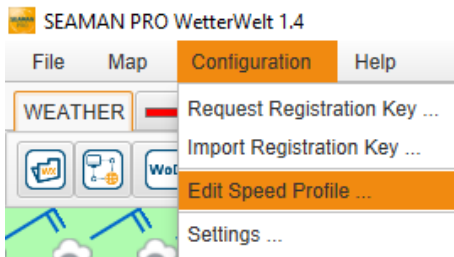 SEAMAN PRO WetterWelt 1.4
File Map Configuration Help
WEATHER
Request Registration Key ...
Import Registration Key ...
WX
Edit Speed Profile ...
Settings ...